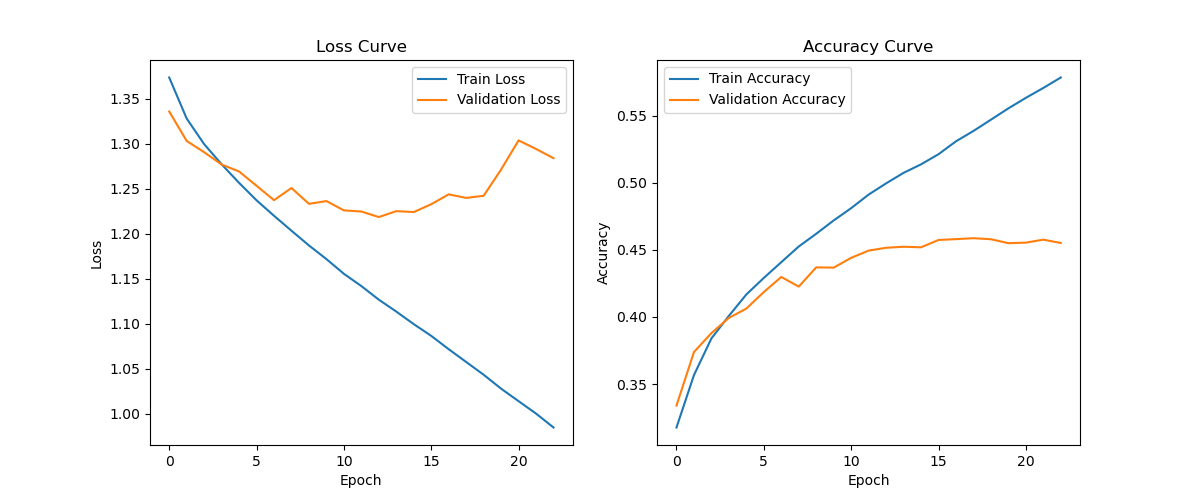 Loss Curve
Train Loss
Validation Loss
1.35
1.30
1.25
1.20
1.15
1.10
1.05
1.00
Loss
0
5
10
15
20
Epoch
Accuracy Curve
Train Accuracy
Validation Accuracy
0.55
0.50
0.45
0.40
0.35
Accuracy
0
5
10
15
20
Epoch